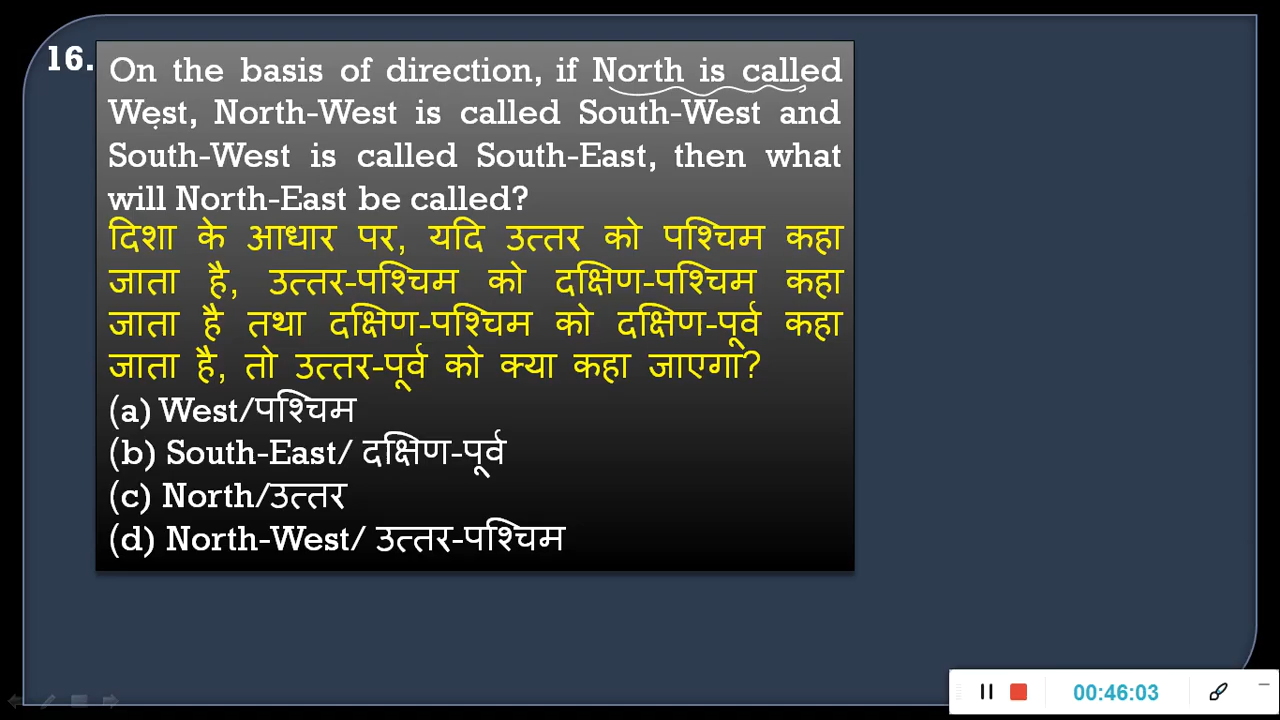 16.
On the basis of direction, if North is called
West, North-West is called South-West and
South-West is called South-East, then what
will North-East be called?
दिशा के आधार पर, यदि उत्तर को पश्चिम कहा
जाता है, उत्तर-पश्चिम को दक्षिण-पश्चिम कहा
जाता है तथा दक्षिण-पश्चिम को दक्षिण-पूर्व कहा
जाता है, तो उत्तर-पूर्व को क्या कहा जाएगा?
(a) West/पश्चिम
(b) South-East/ दक्षिण-पूर्व
(c) North/उत्तर
(d) North-West/ उत्तर-पश्चिम
00:46:03